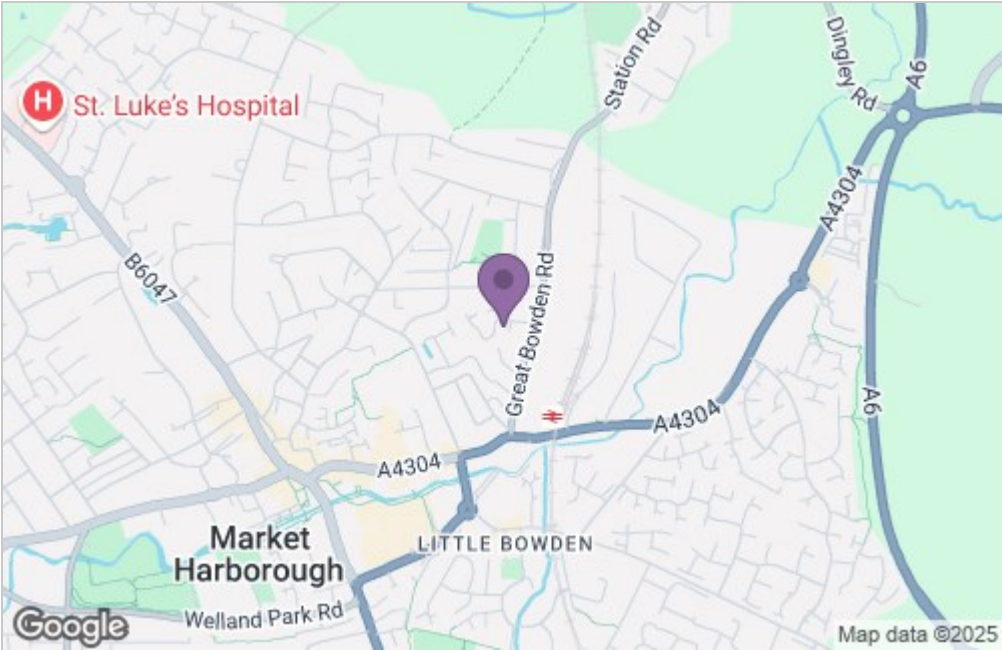 Station Rd
Dingley Rd
A6
H St. Luke's Hospital
A4304
B6047
Great Bowden Rd
A6
A4304
A4304
Market
Harborough
LITTLE BOWDEN
Welland Park Rd
Google
Map data ©2025